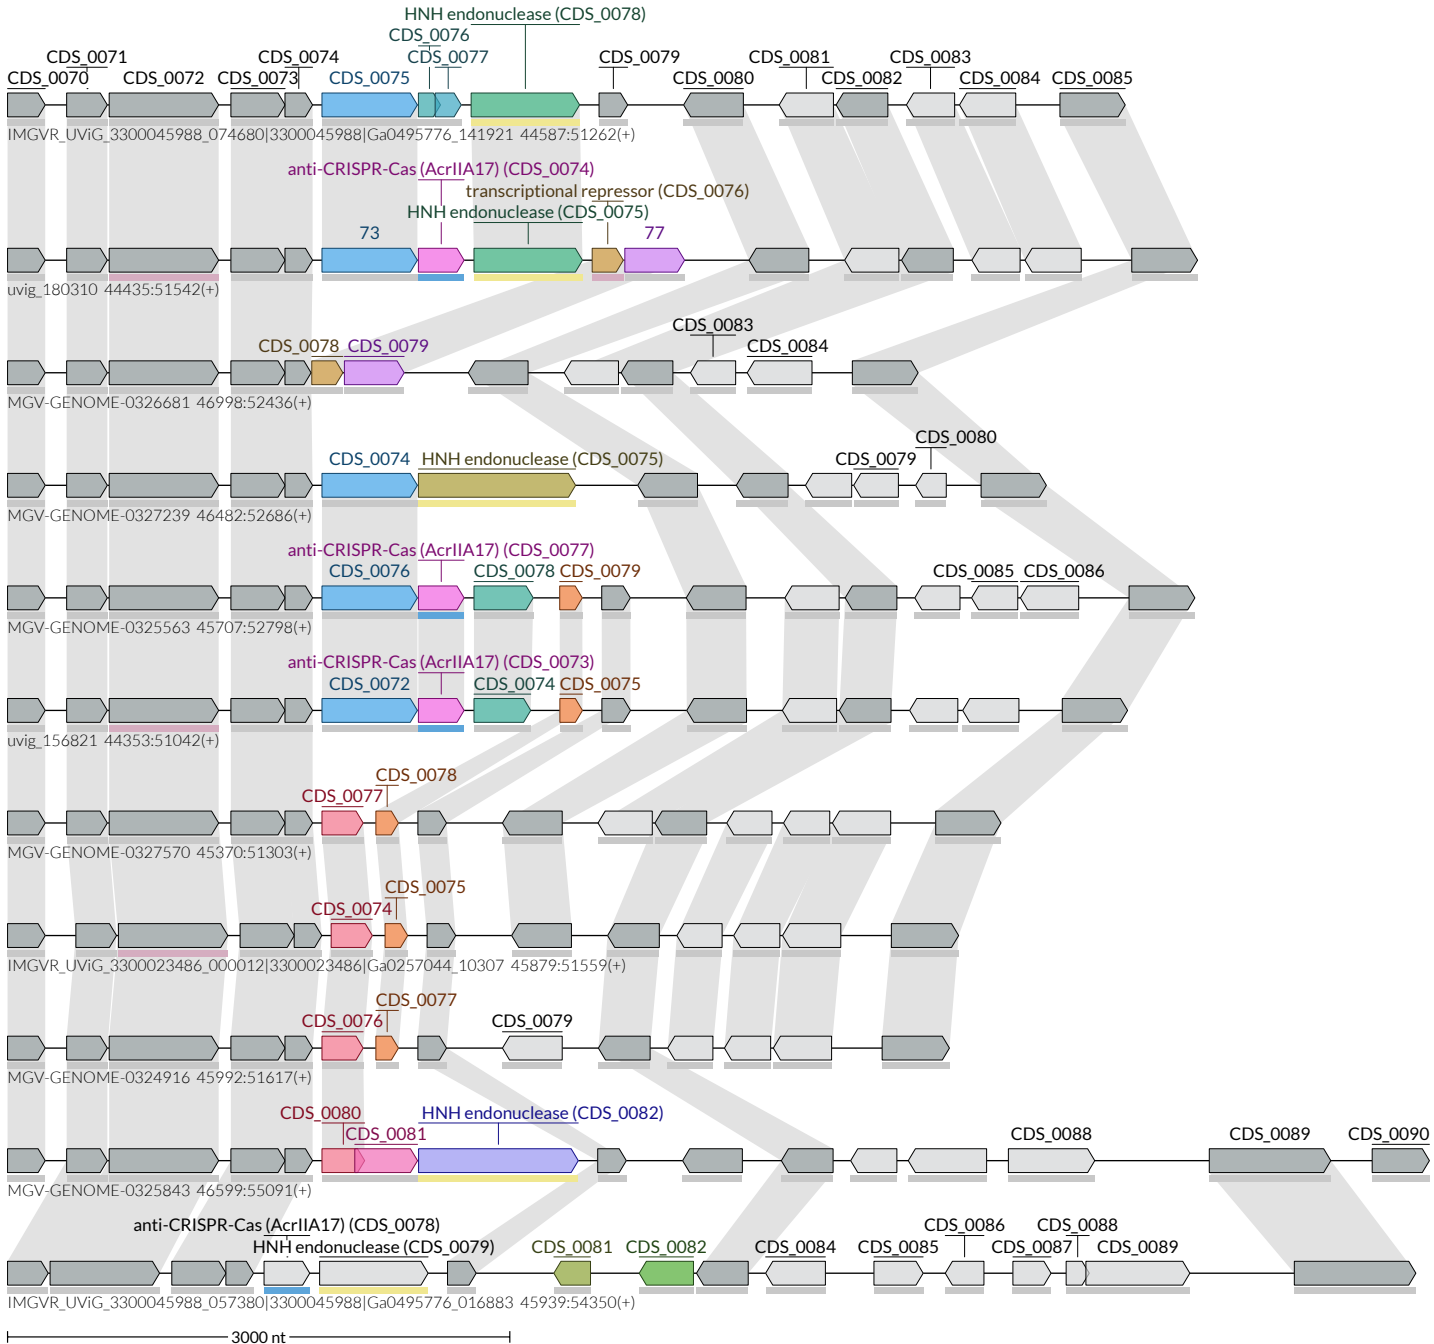 HNH endonuclease (CDS_0078)
CDS_0076
CDS_0071 CDS_0074 CDS_0077 CDS_0079 CDS_0081 CDS_0083
CDS_0070 CDS_0072 CDS_0073 CDS_0075 CDS_0080 CDS_0082 CDS_0084 CDS_0085
IMGVR_UViG_3300045988_074680|3300045988|Ga0495776_141921 44587:51262(+)
anti-CRISPR-Cas (AcrIIA17) (CDS_0074)
transcriptional repressor (CDS_0076)
HNH endonuclease (CDS_0075)
73 77
uvig_180310 44435:51542(+)
CDS_0083
CDS_0078 CDS_0079 CDS_0084
MGV-GENOME-0326681 46998:52436(+)
CDS_0080
CDS_0074 HNH endonuclease (CDS_0075) CDS_0079
MGV-GENOME-0327239 46482:52686(+)
anti-CRISPR-Cas (AcrIIA17) (CDS_0077)
CDS_0076 CDS_0078 CDS_0079 CDS_0085 CDS_0086
MGV-GENOME-0325563 45707:52798(+)
anti-CRISPR-Cas (AcrIIA17) (CDS_0073)
CDS_0072 CDS_0074 CDS_0075
uvig_156821 44353:51042(+)
CDS_0078
CDS_0077
MGV-GENOME-0327570 45370:51303(+)
CDS_0075
CDS_0074
IMGVR_UViG_3300023486_000012|3300023486|Ga0257044_10307 45879:51559(+)
CDS_0077
CDS_0076 CDS_0079
MGV-GENOME-0324916 45992:51617(+)
CDS_0080 HNH endonuclease (CDS_0082)
CDS_0081 CDS_0088 CDS_0089 CDS_0090
MGV-GENOME-0325843 46599:55091(+)
anti-CRISPR-Cas (AcrIIA17) (CDS_0078) CDS_0086 CDS_0088
HNH endonuclease (CDS_0079) CDS_0081 CDS_0082 CDS_0084 CDS_0085 CDS_0087 CDS_0089
IMGVR_UViG_3300045988_057380|3300045988|Ga0495776_016883 45939:54350(+)
3000 nt